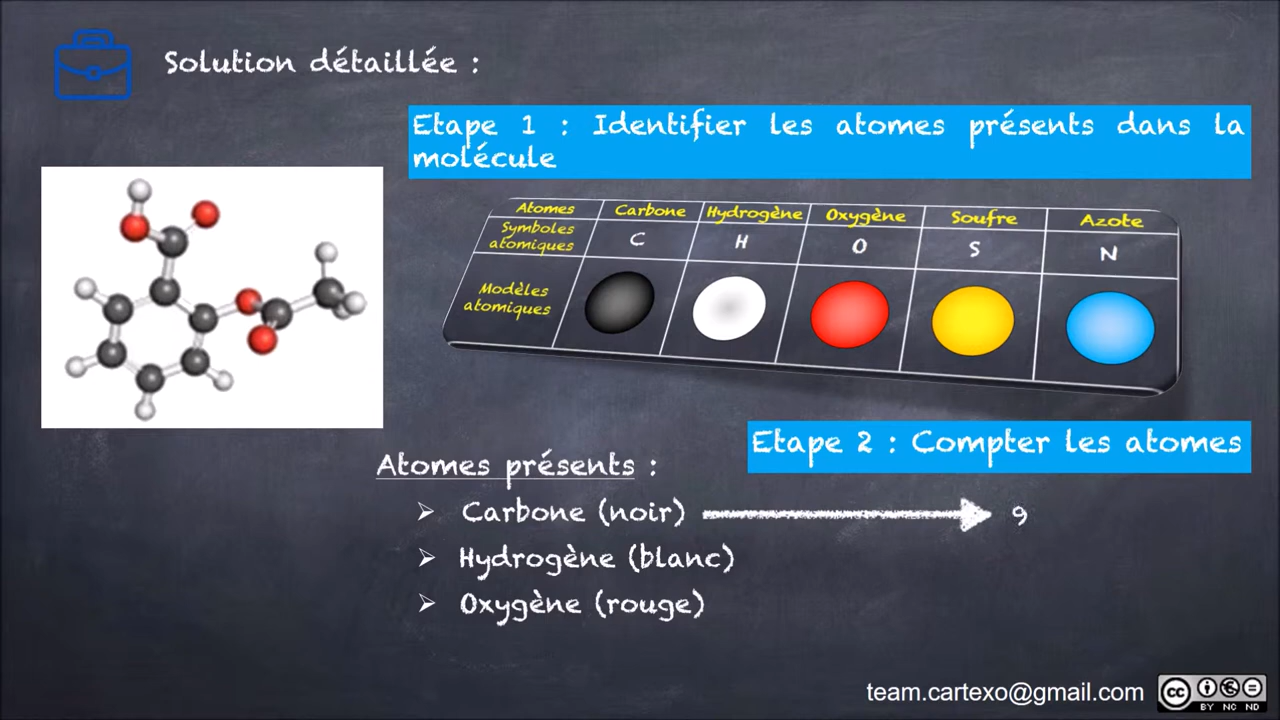 Solution détaillée :
Etape 1 : Identifier les atomes présents dans la
molécule
Atomes Carbone Hydrogène Oxygène Soufre Azote
Symboles
atomiques C H O S N
Modèles
atomiques
Etape 2 : Compter les atomes
Atomes présents :
➢ Carbone (noir) 9
➢ Hydrogène (blanc)
➢ Oxygène (rouge)
team.cartexo@gmail.com
cc
BY NC ND